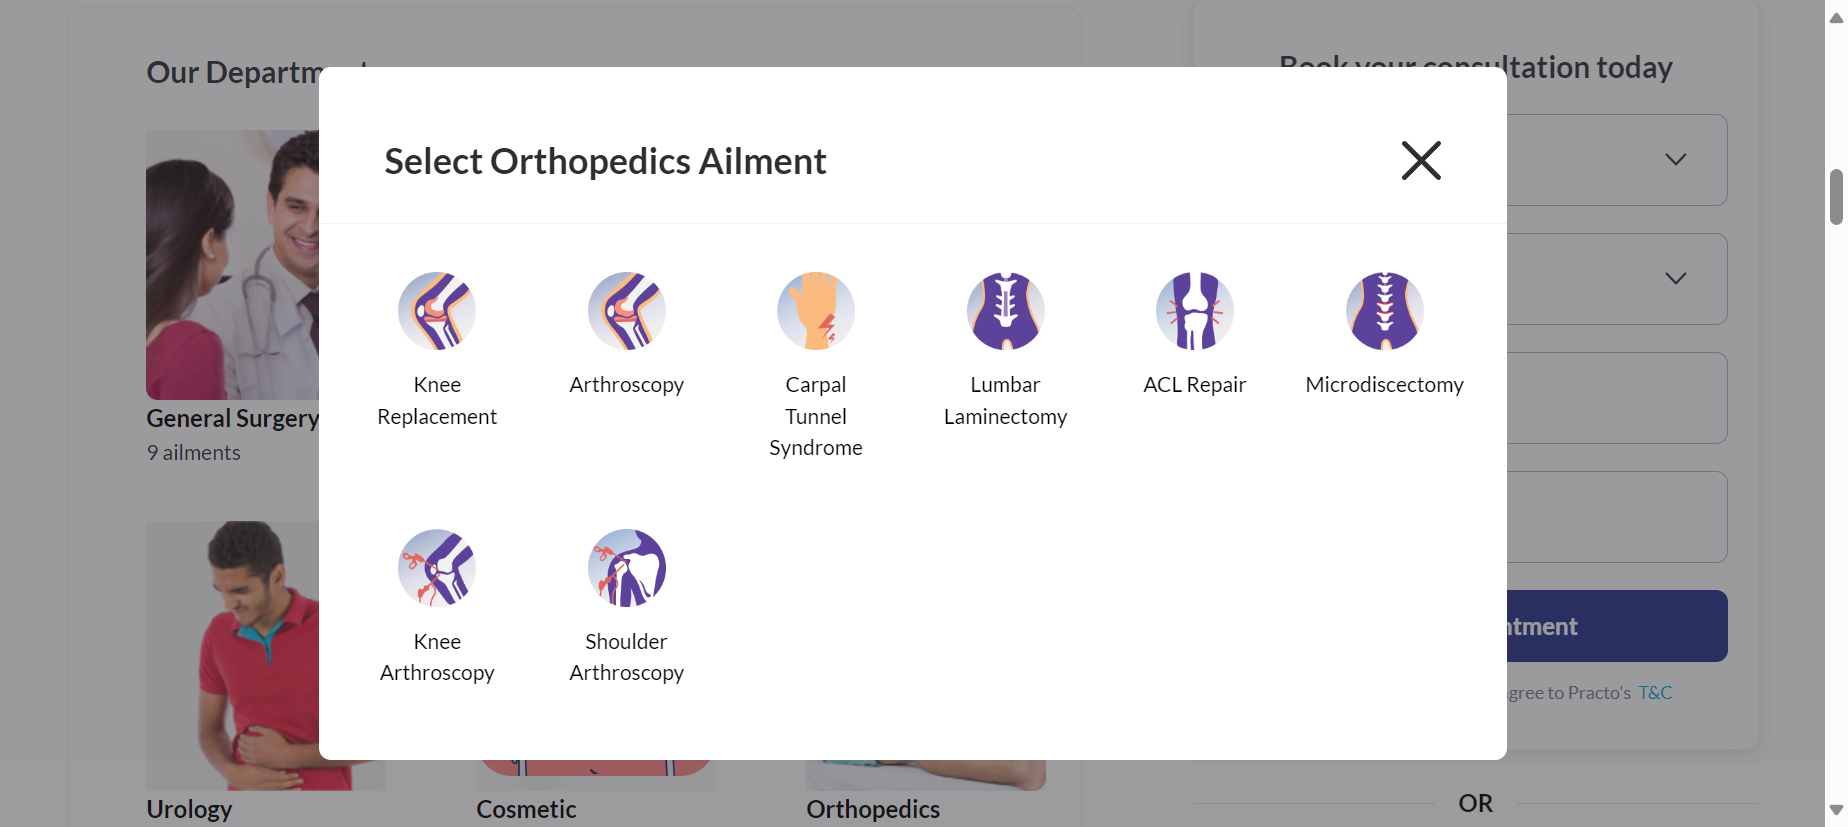 Our Departm
Book your consultation today
Select Orthopedics Ailment
Knee
Replacement
Arthroscopy
Carpal
Tunnel
Syndrome
Lumbar
Laminectomy
ACL Repair
Microdiscectomy
Knee
Arthroscopy
Shoulder
Arthroscopy
General Surgery
9 ailments
ntment
gree to Practo's T&C
Urology
Cosmetic
Orthopedics
OR